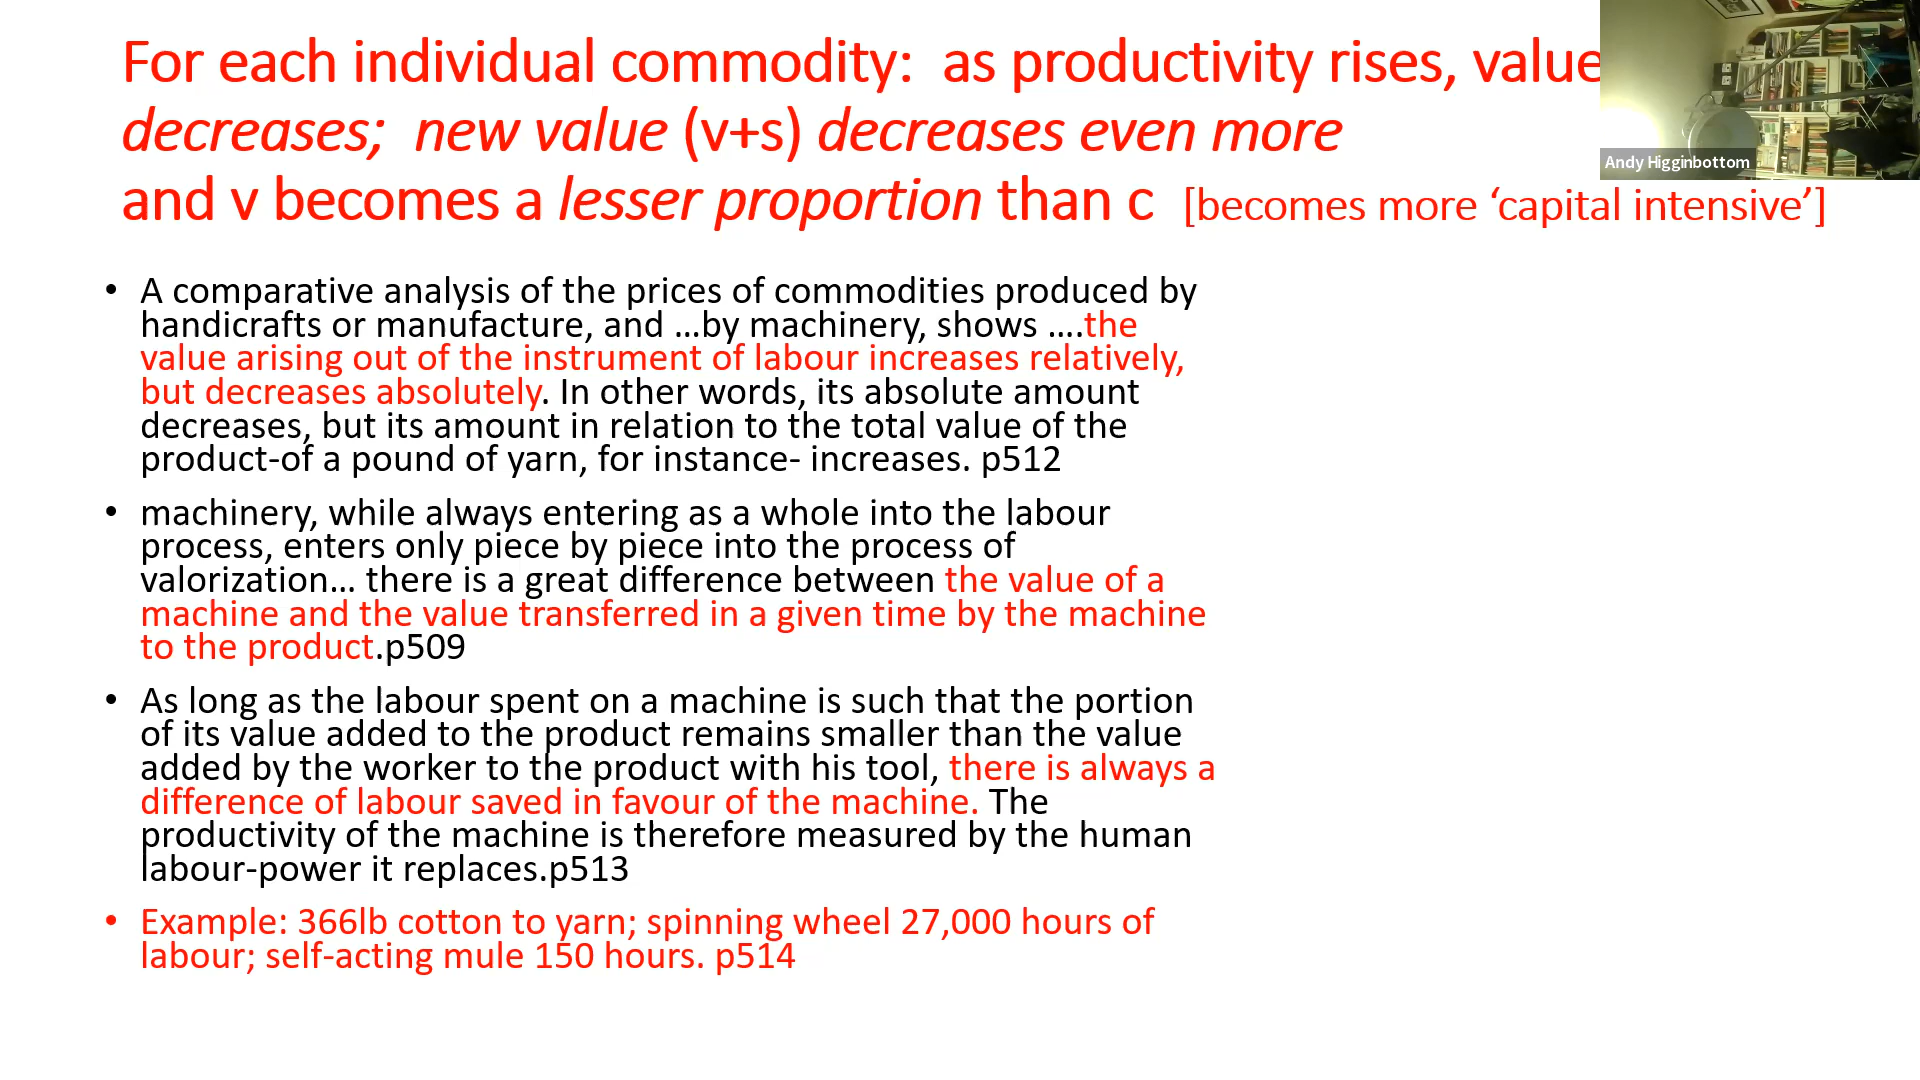 For each individual commodity:  as productivity rises, value
decreases;  new value (v+s) decreases even more
Andy Higginbottom
and v becomes a lesser proportion than c  [becomes more ‘capital intensive’]
• A comparative analysis of the prices of commodities produced by
handicrafts or manufacture, and …by machinery, shows ….the
value arising out of the instrument of labour increases relatively,
but decreases absolutely. In other words, its absolute amount
decreases, but its amount in relation to the total value of the
product-of a pound of yarn, for instance- increases. p512
• machinery, while always entering as a whole into the labour
process, enters only piece by piece into the process of
valorization… there is a great difference between the value of a
machine and the value transferred in a given time by the machine
to the product.p509
• As long as the labour spent on a machine is such that the portion
of its value added to the product remains smaller than the value
added by the worker to the product with his tool, there is always a
difference of labour saved in favour of the machine. The
productivity of the machine is therefore measured by the human
labour-power it replaces.p513
• Example: 366lb cotton to yarn; spinning wheel 27,000 hours of
labour; self-acting mule 150 hours. p514